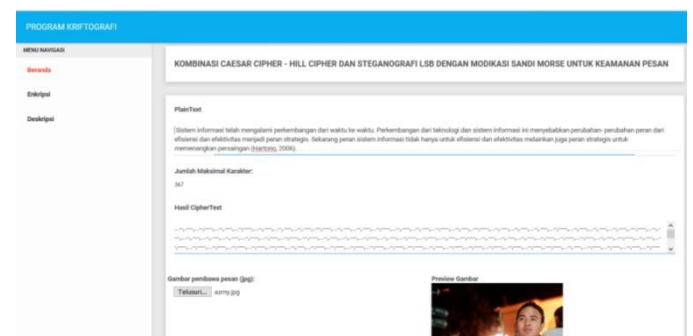 PROGRAM KRIFTOGRAFI
MENU NAVIGASI
Beranda
Enkripsi
Deskripsi
KOMBINASI CAESAR CIPHER - HILL CIPHER DAN STEGANOGRAFI LSB DENGAN MODIKASI SANDI MORSE UNTUK KEAMANAN PESAN
PlainText
Sistem informasi telah mengalami perkembangan dari waktu ke waktu. Perkembangan dari teknologi dan sistem informasi ini menyebabkan perubahan- perubahan peran dari
efisiensi dan efektivitas menjadi peran strategis. Sekarang peran sistem informasi tidak hanya untuk efisiensi dan efektivitas melainkan juga peran strategis untuk
memenangkan persaingan (Hartono, 2006).
Jumlah Maksimal Karakter:
367
Hasil CipherText
Gambar pembawa pesan (jpg):
Telusuri... azmy.jpg
Preview Gambar